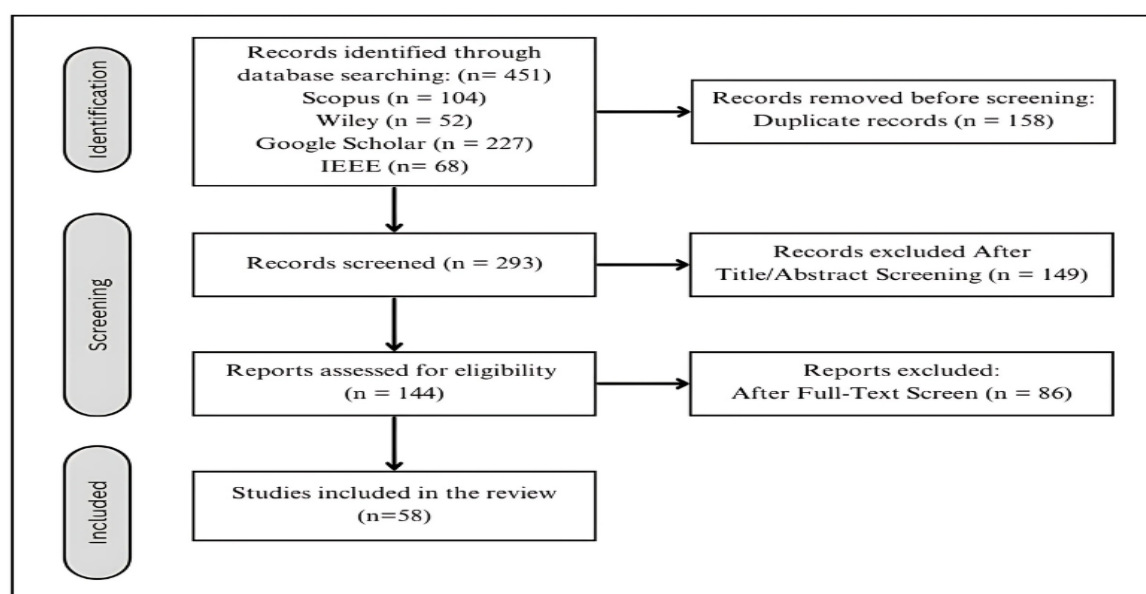 Identification
Records identified through
database searching: (n= 451)
Scopus (n = 104)
Wiley (n = 52)
Google Scholar (n = 227)
IEEE (n= 68)
Records removed before screening:
Duplicate records (n = 158)
Screening
Records screened (n = 293)
Records excluded After
Title/Abstract Screening (n = 149)
Reports assessed for eligibility
(n = 144)
Reports excluded:
After Full-Text Screen (n = 86)
Included
Studies included in the review
(n=58)